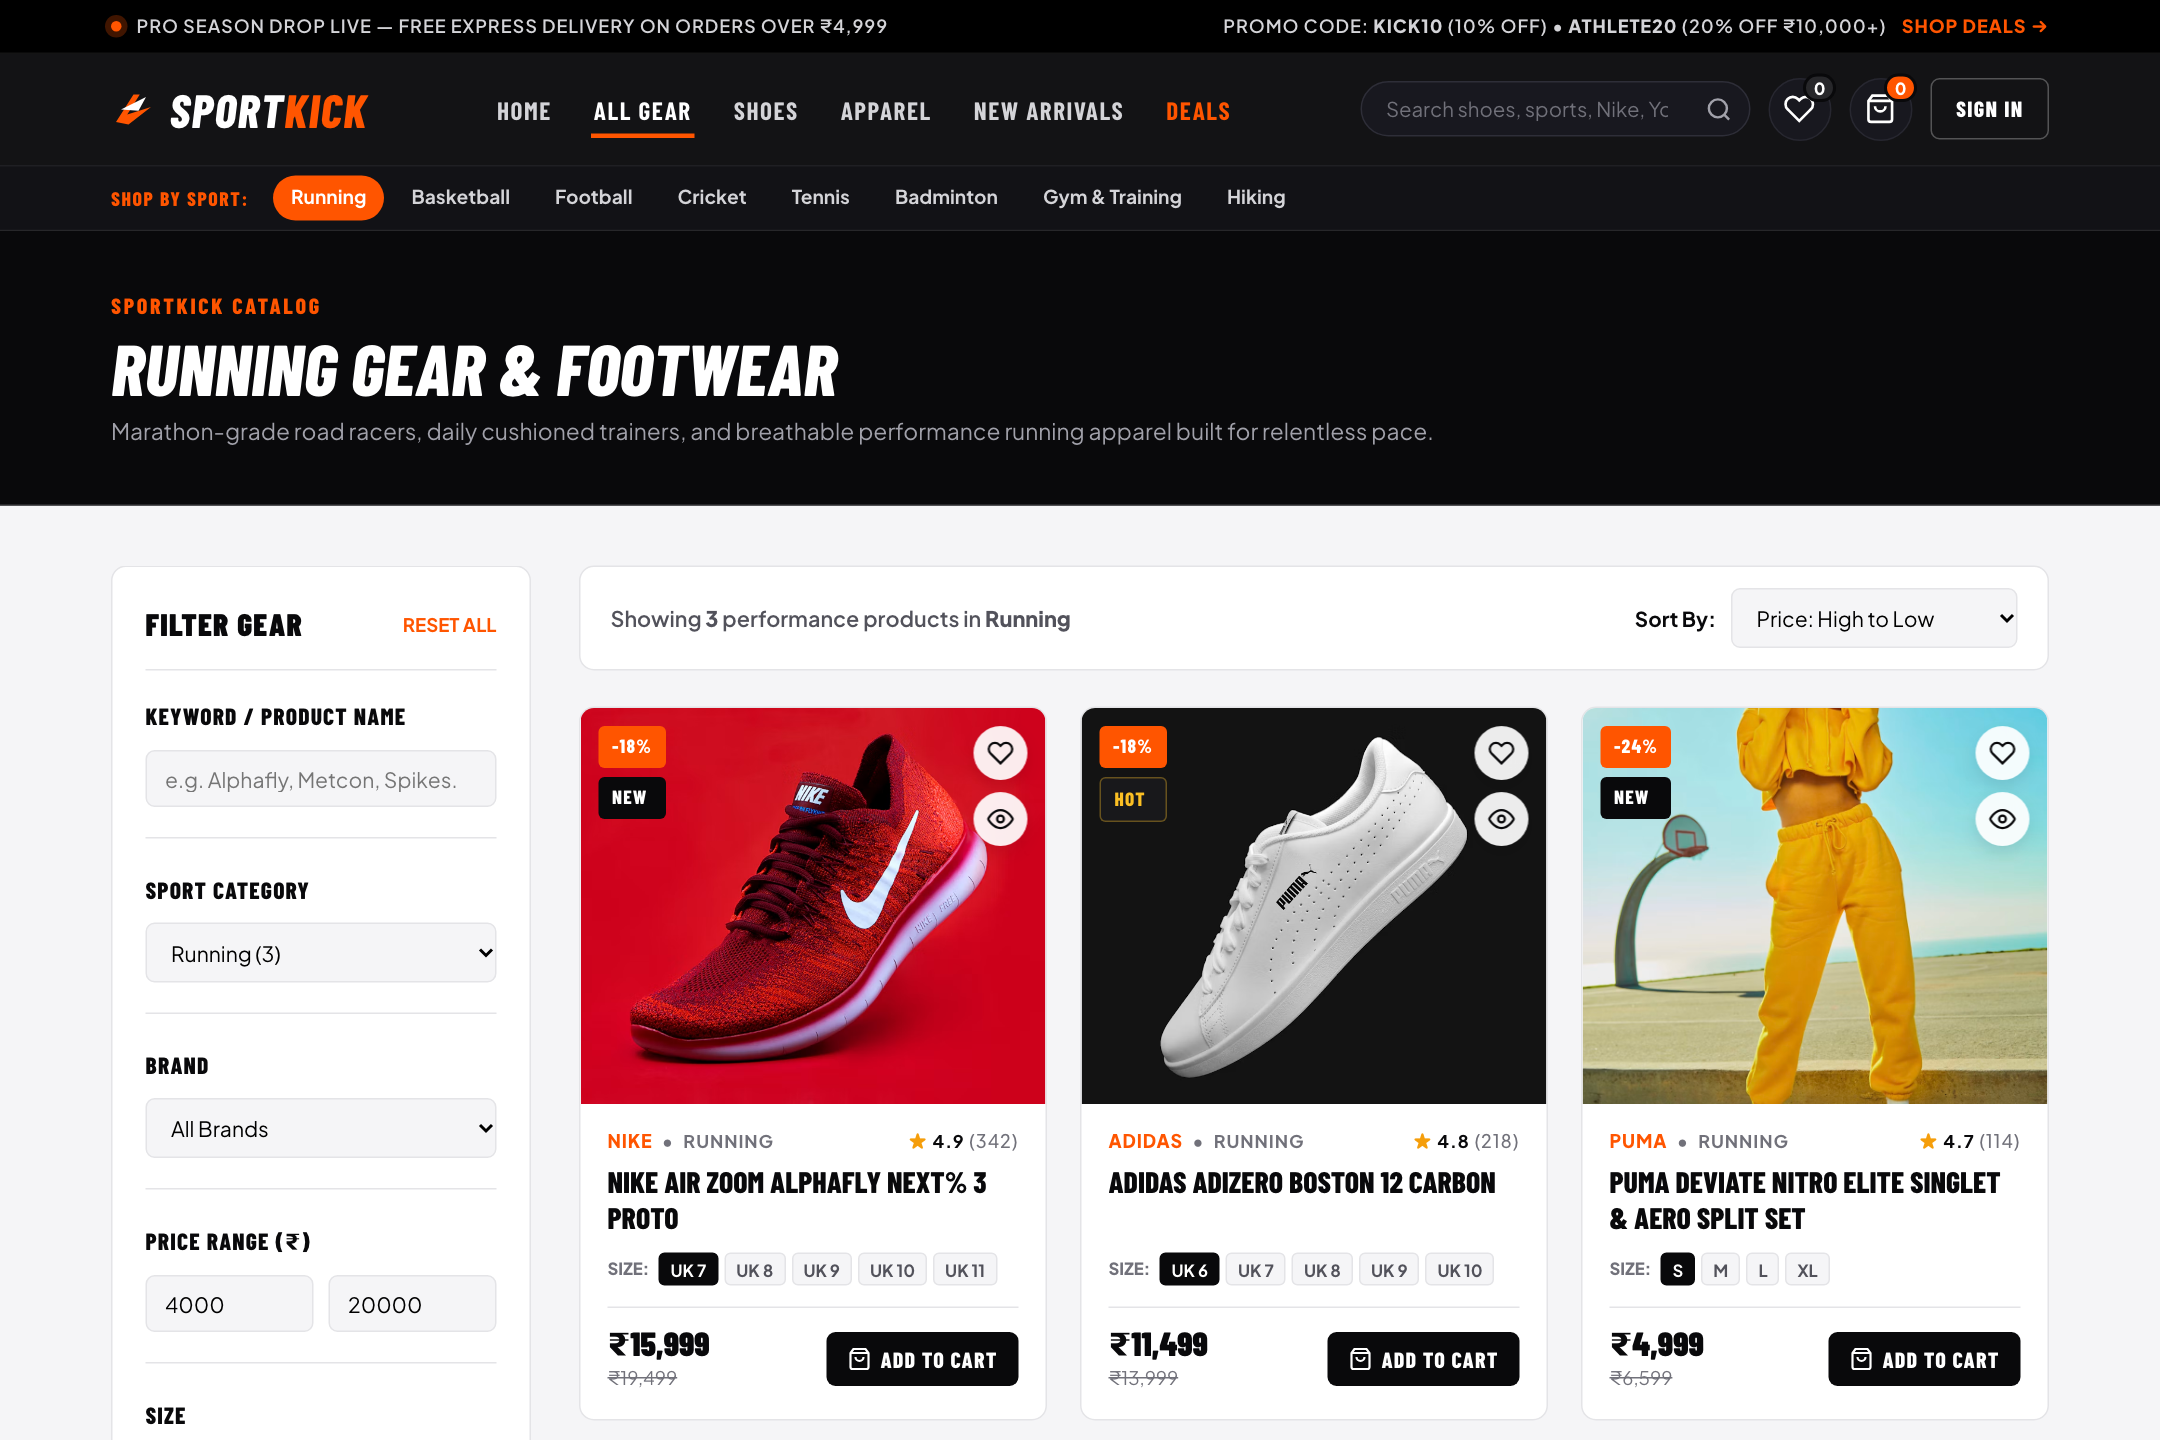 PRO SEASON DROP LIVE — FREE EXPRESS DELIVERY ON ORDERS OVER ₹4,999
PROMO CODE: KICK10 (10% OFF) • ATHLETE20 (20% OFF ₹10,000+) SHOP DEALS →
SPORTKICK
HOME ALL GEAR SHOES APPAREL NEW ARRIVALS DEALS
Search shoes, sports, Nike, Yo
0
0
SIGN IN
SHOP BY SPORT: Running Basketball Football Cricket Tennis Badminton Gym & Training Hiking
SPORTKICK CATALOG
RUNNING GEAR & FOOTWEAR
Marathon-grade road racers, daily cushioned trainers, and breathable performance running apparel built for relentless pace.
FILTER GEAR RESET ALL
KEYWORD / PRODUCT NAME
e.g. Alphafly, Metcon, Spikes.
SPORT CATEGORY
Running (3)
BRAND
All Brands
PRICE RANGE (₹)
4000 20000
SIZE
Showing 3 performance products in Running
Sort By: Price: High to Low
-18%
NEW
NIKE
NIKE FREE
NIKE • RUNNING ★ 4.9 (342)
NIKE AIR ZOOM ALPHAFLY NEXT% 3
PROTO
SIZE: UK 7 UK 8 UK 9 UK 10 UK 11
₹15,999
₹19,499
ADD TO CART
-18%
HOT
PUMA
PUMA
ADIDAS • RUNNING ★ 4.8 (218)
ADIDAS ADIZERO BOSTON 12 CARBON
SIZE: UK 6 UK 7 UK 8 UK 9 UK 10
₹11,499
₹13,999
ADD TO CART
-24%
NEW
PUMA • RUNNING ★ 4.7 (114)
PUMA DEVIATE NITRO ELITE SINGLET
& AERO SPLIT SET
SIZE: S M L XL
₹4,999
₹6,599
ADD TO CART